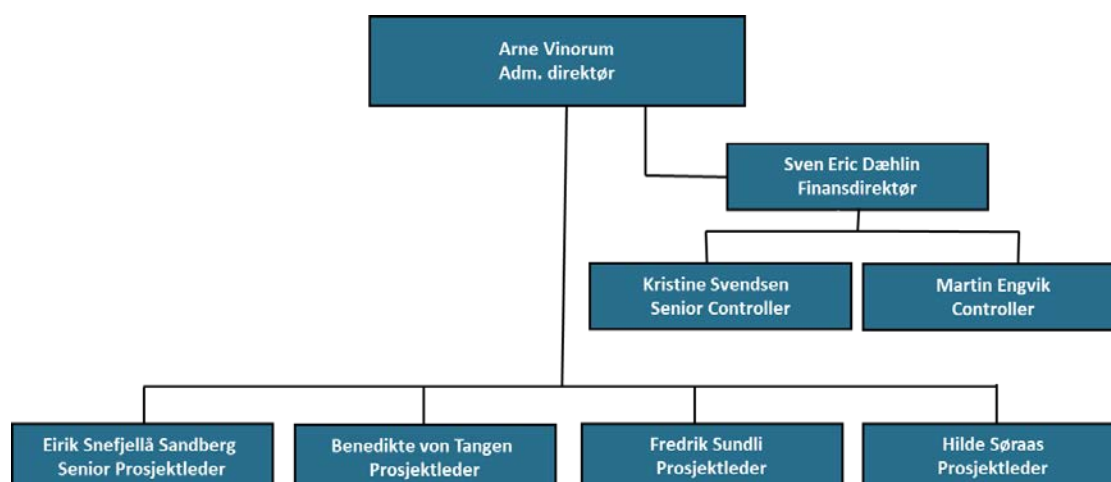 Arne Vinorum
Adm. direktør
Sven Eric Dæhlin
Finansdirektør
Kristine Svendsen
Senior Controller
Martin Engvik
Controller
Eirik Snefjellå Sandberg
Senior Prosjektleder
Benedikte von Tangen
Prosjektleder
Fredrik Sundli
Prosjektleder
Hilde Søraas
Prosjektleder